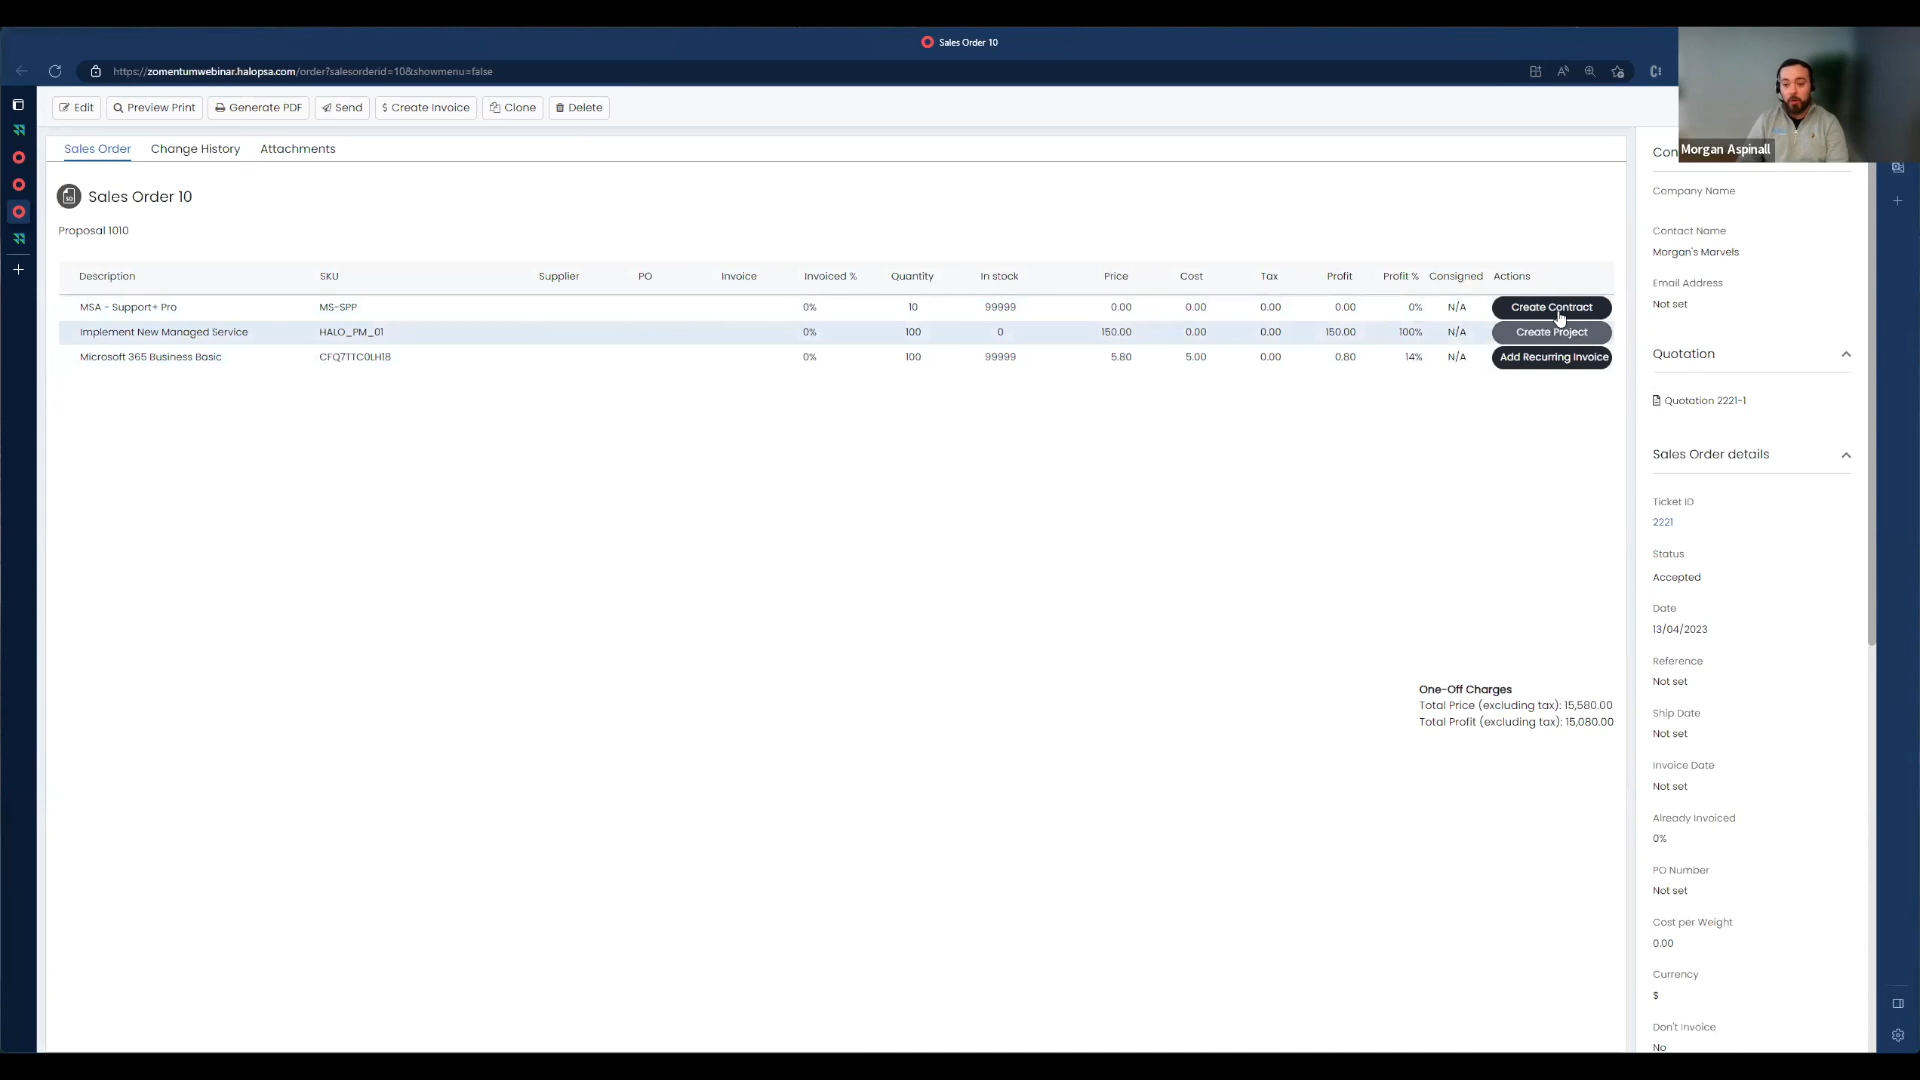 Sales Order 10
https://zomentumwebinar.halopsa.com/order?salesorderid=10&showmenu=false
Edit Preview Print Generate PDF Send $ Create Invoice Clone Delete
Morgan Aspinall
Sales Order Change History Attachments
Con
Sales Order 10
Proposal 1010
Description SKU Supplier PO Invoice Invoiced % Quantity In stock Price Cost Tax Profit Profit % Consigned Actions
MSA - Support+ Pro MS-SPP 0% 10 99999 0.00 0.00 0.00 0.00 0% N/A Create Contract
Implement New Managed Service HALO_PM_01 0% 100 0 150.00 0.00 0.00 150.00 100% N/A Create Project
Microsoft 365 Business Basic CFQ7TTC0LH18 0% 100 99999 5.80 5.00 0.00 0.80 14% N/A Add Recurring Invoice
One-Off Charges
Total Price (excluding tax): 15,580.00
Total Profit (excluding tax): 15,080.00
Company Name
Contact Name
Morgan's Marvels
Email Address
Not set
Quotation
Quotation 2221-1
Sales Order details
Ticket ID
2221
Status
Accepted
Date
13/04/2023
Reference
Not set
Ship Date
Not set
Invoice Date
Not set
Already Invoiced
0%
PO Number
Not set
Cost per Weight
0.00
Currency
$
Don't Invoice
No